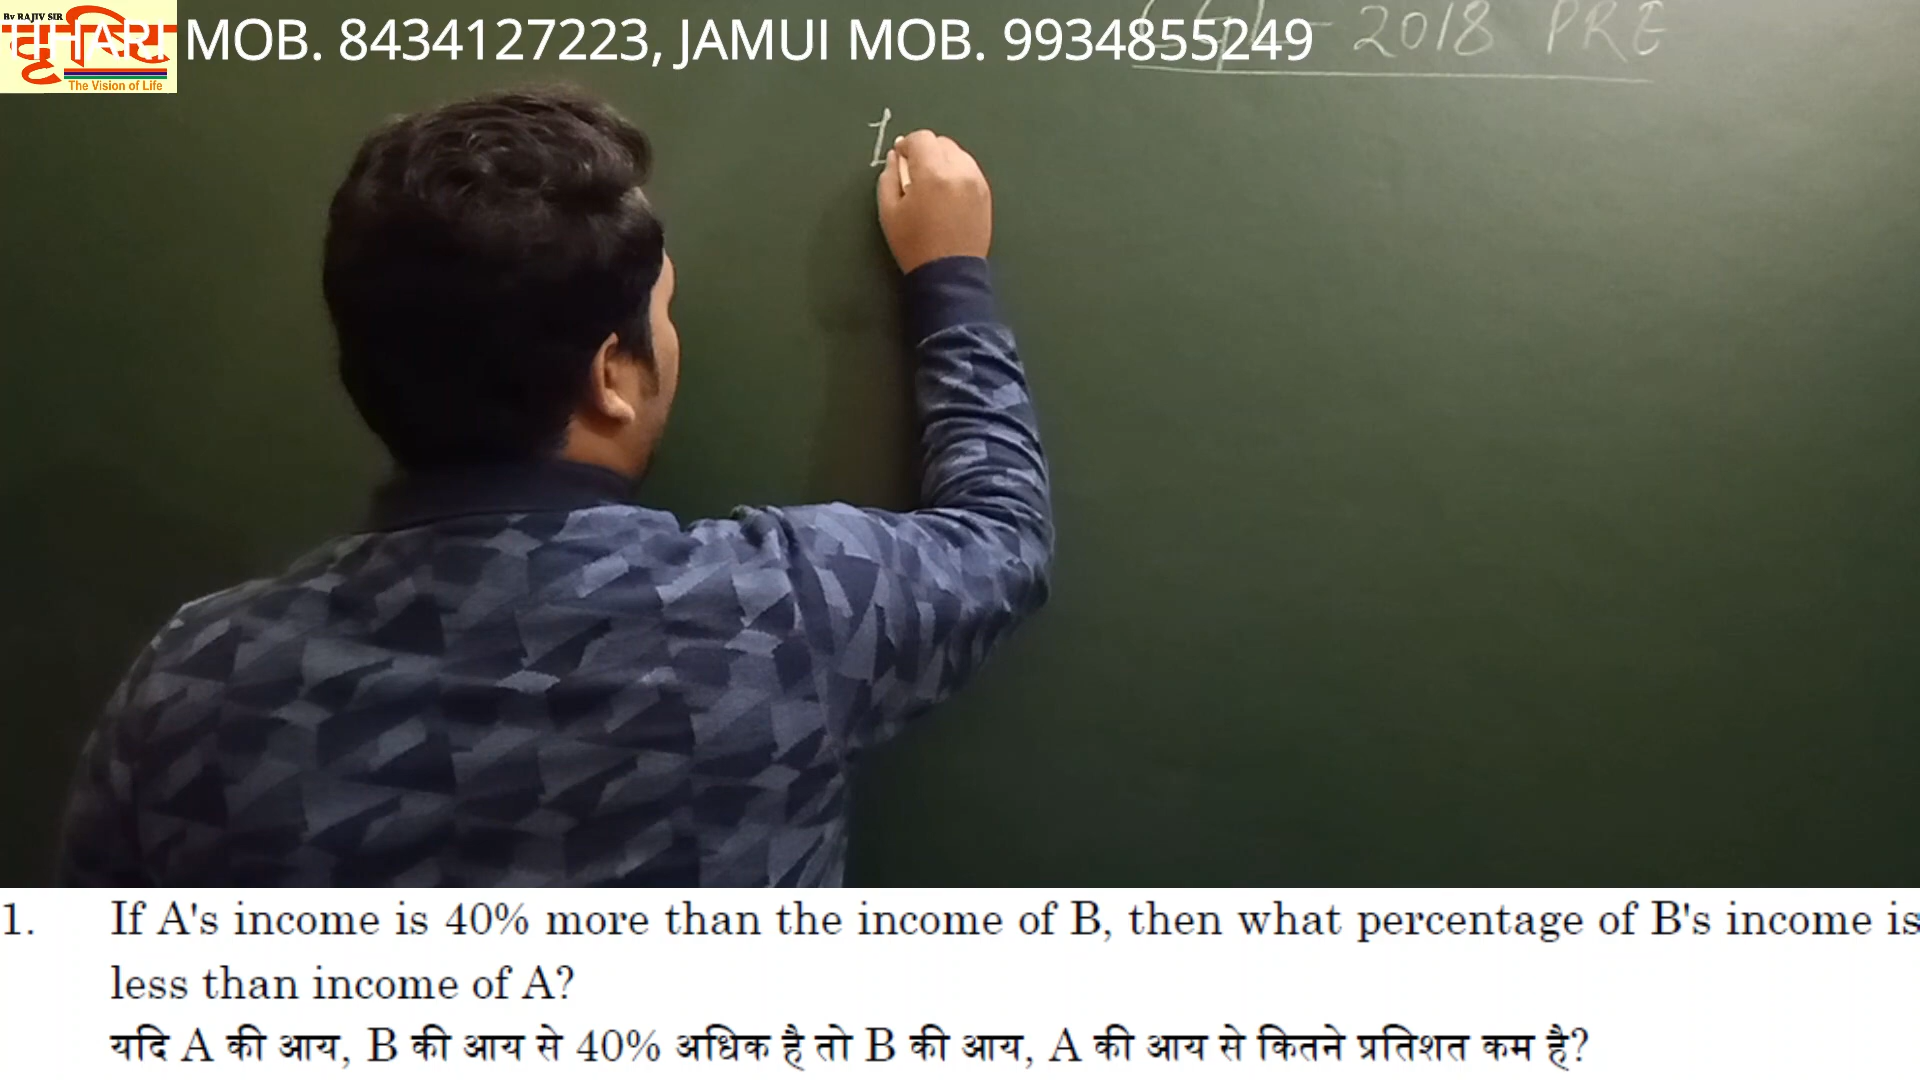 By RAJIV SIR
MOB. 8434127223, JAMUI MOB. 9934855249
The Vision of Life
2018 PRE
1
1. If A's income is 40% more than the income of B, then what percentage of B's income is
less than income of A?
यदि A की आय, B की आय से 40% अधिक है तो B की आय, A की आय से कितने प्रतिशत कम है?